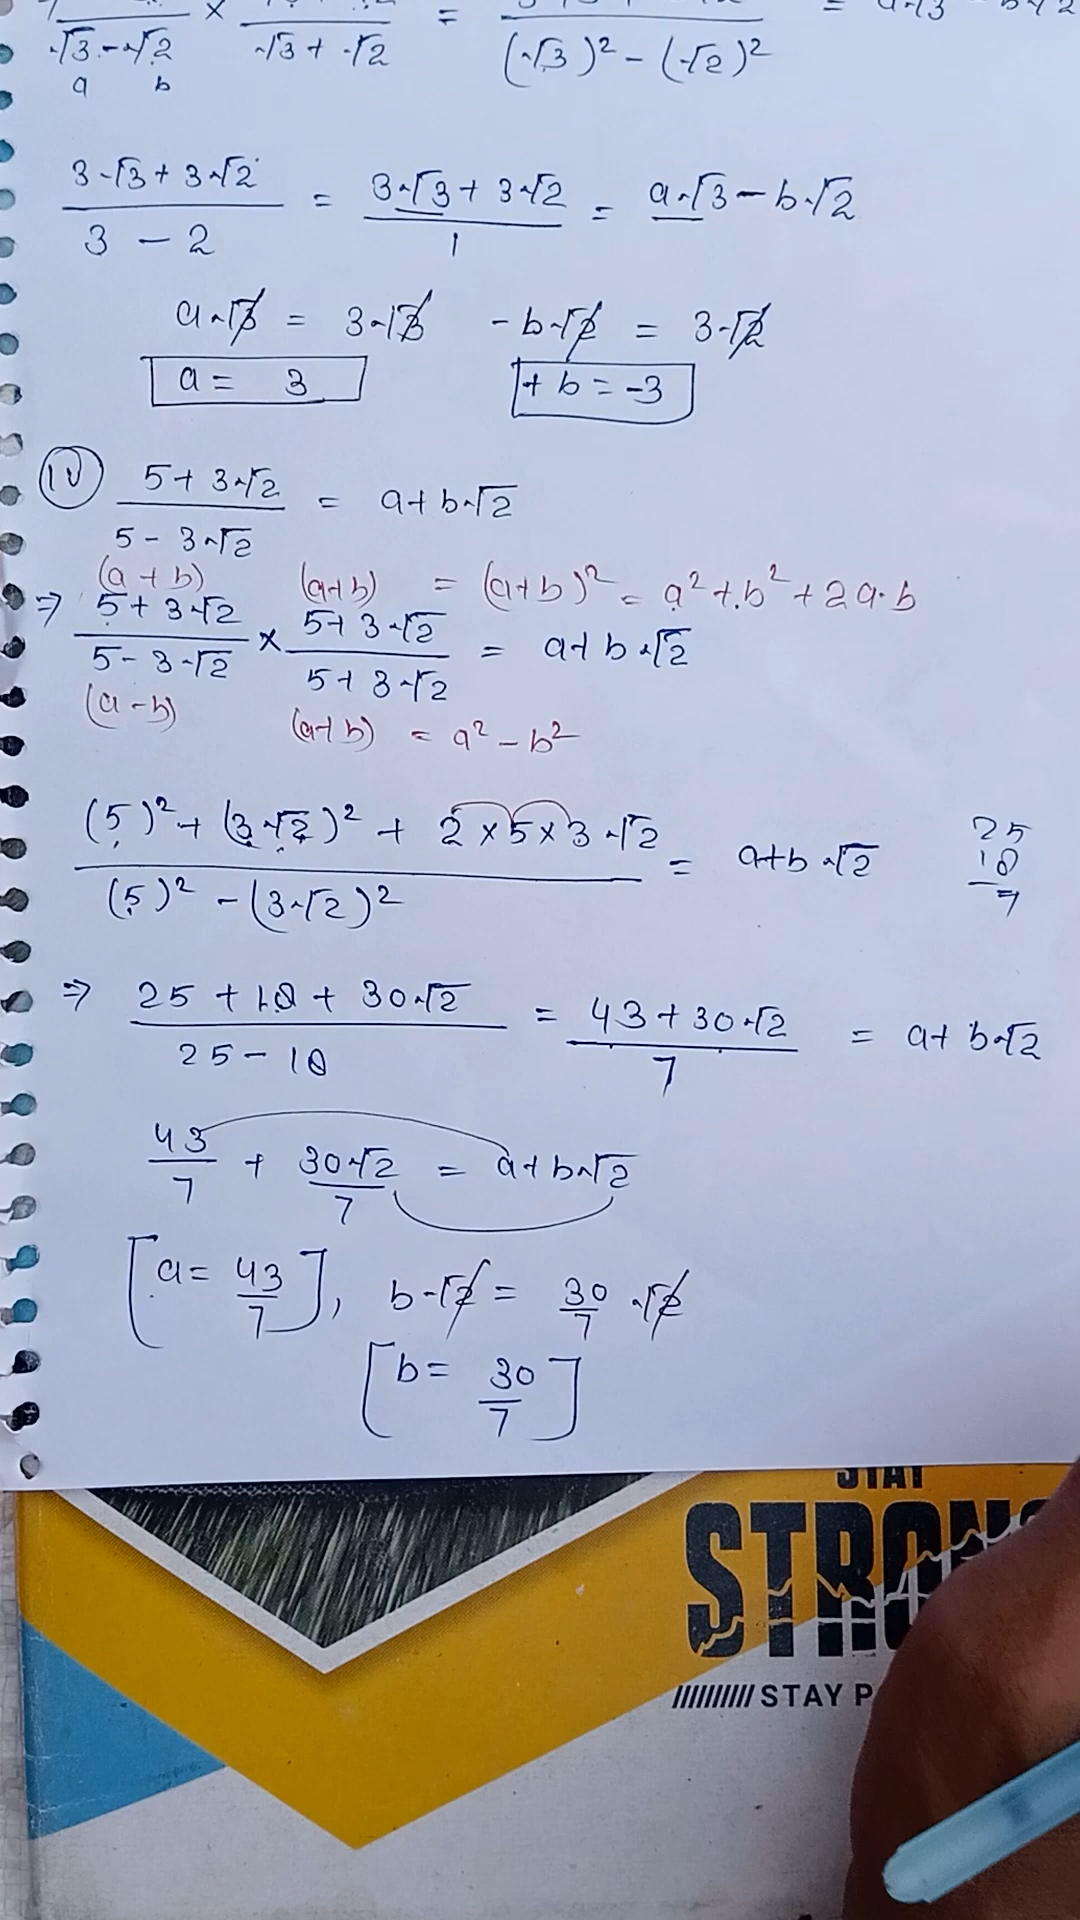 √3 - √2 × √3 + √2 = (√3)² - (√2)²
a b
3√3 + 3√2 / 3 - 2 = 3√3 + 3√2 / 1 = a√3 - b√2
a√3 = 3√3 -b√2 = 3√2
a = 3 + b = -3
(iv) 5 + 3√2 / 5 - 3√2 = a + b√2
(a + b) (a+b) = (a+b)² = a² + b² + 2a·b
⇒ 5 + 3√2 / 5 - 3√2 × 5 + 3√2 / 5 + 3√2 = a + b√2
(a - b) (a + b) = a² - b²
(5)² + (3√2)² + 2 × 5 × 3√2 / (5)² - (3√2)² = a+b√2
25
18
7
⇒ 25 + 18 + 30√2 / 25 - 18 = 43 + 30√2 / 7 = a + b√2
43/7 + 30√2/7 = a + b√2
[a = 43/7], b√2 = 30/7 √2
[b = 30/7]
STAY
STRONG
STAY P